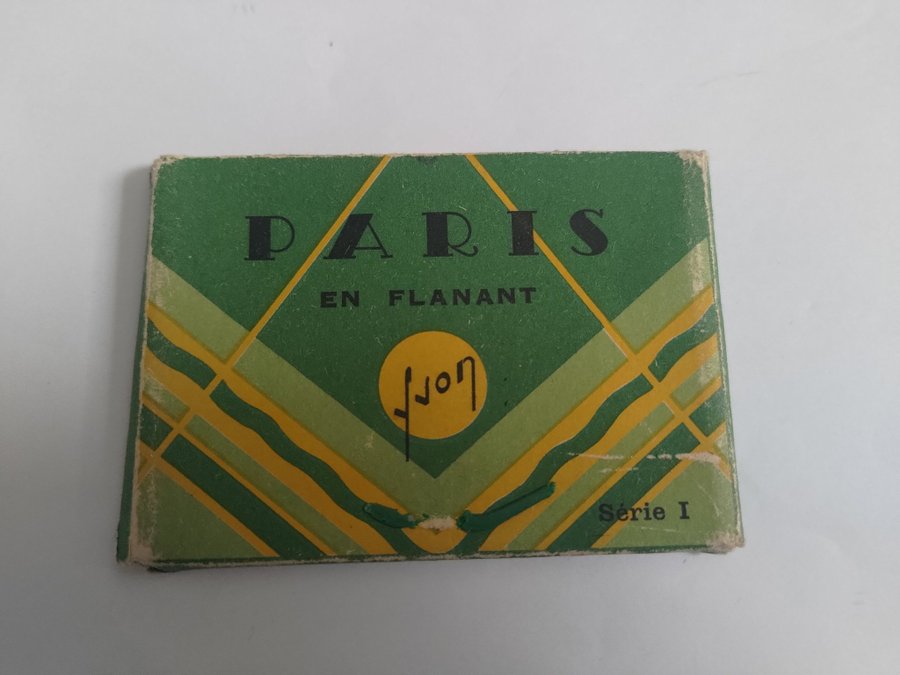 PARIS
EN FLANANT
Yvon
Série I